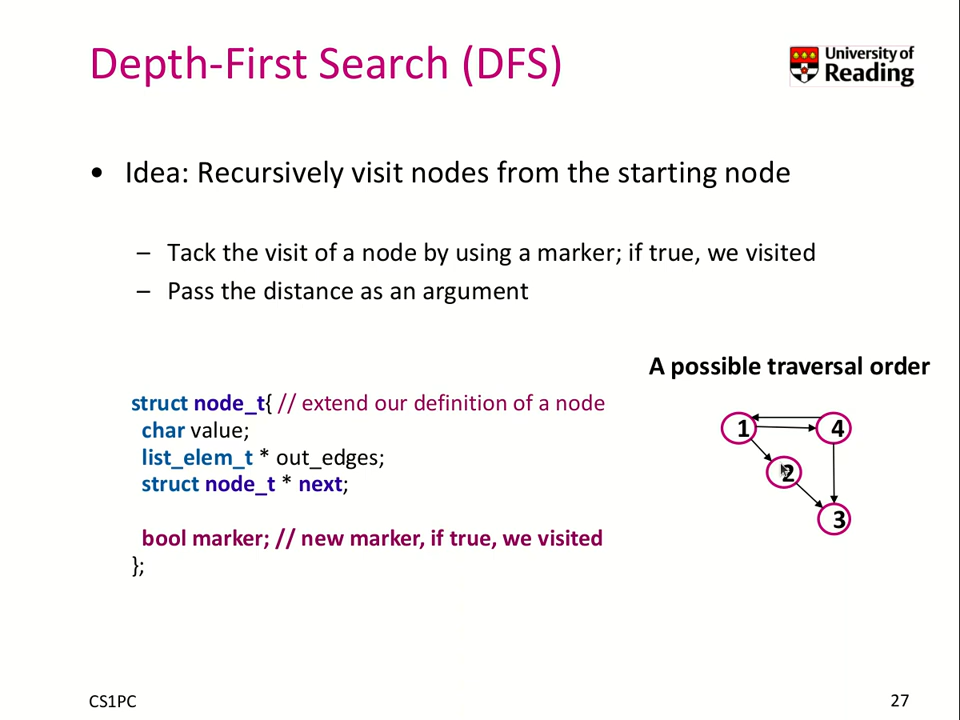 Depth-First Search (DFS)
University of
Reading
• Idea: Recursively visit nodes from the starting node
– Tack the visit of a node by using a marker; if true, we visited
– Pass the distance as an argument
A possible traversal order
struct node_t{ // extend our definition of a node
char value;
list_elem_t * out_edges;
struct node_t * next;
bool marker; // new marker, if true, we visited
};
1
4
2
3
CS1PC
27